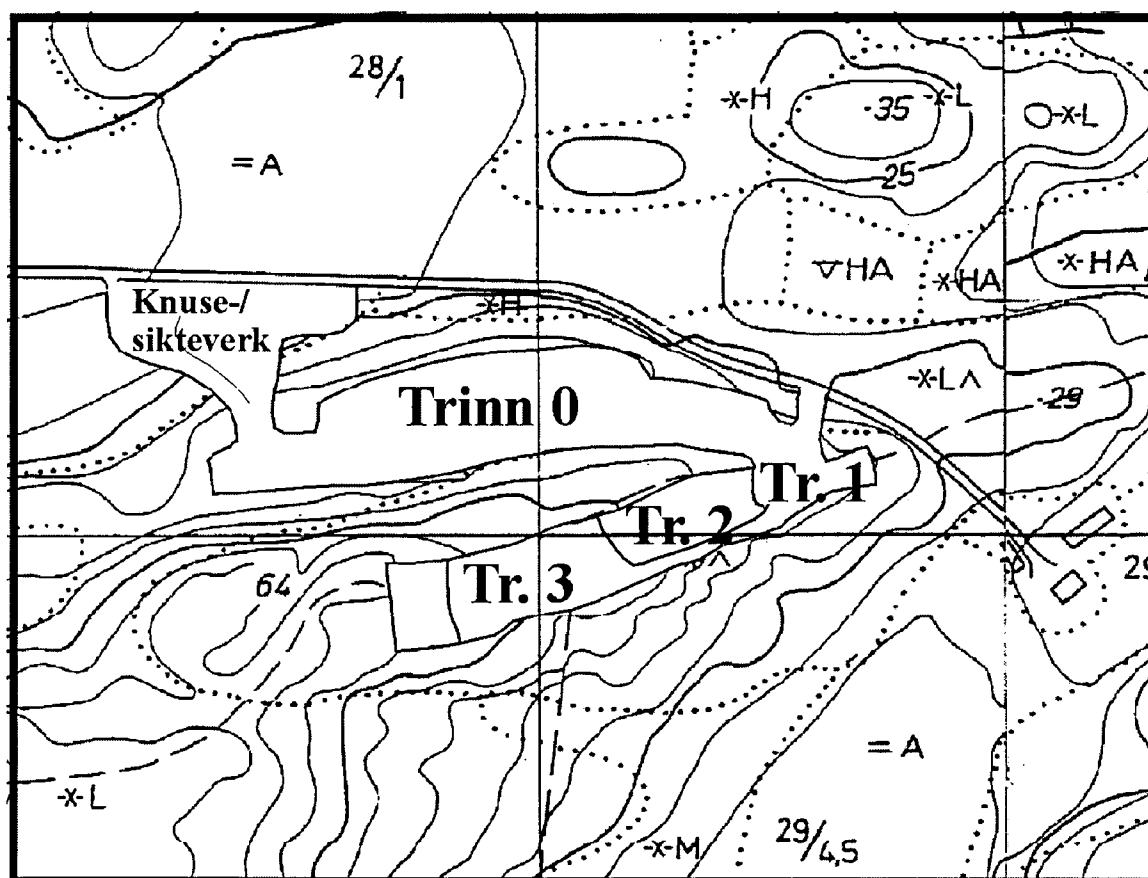 28/1
-x-H
35
-x-L
-x-L
= A
25
HA
-x-HA
-x-HA
Knuse-/
sikteverk
-x-H
-x-L
Trinn 0
29
Tr. 1
Tr. 2
Tr. 3
64
29
= A
-x-L
-x-M
29/4,5